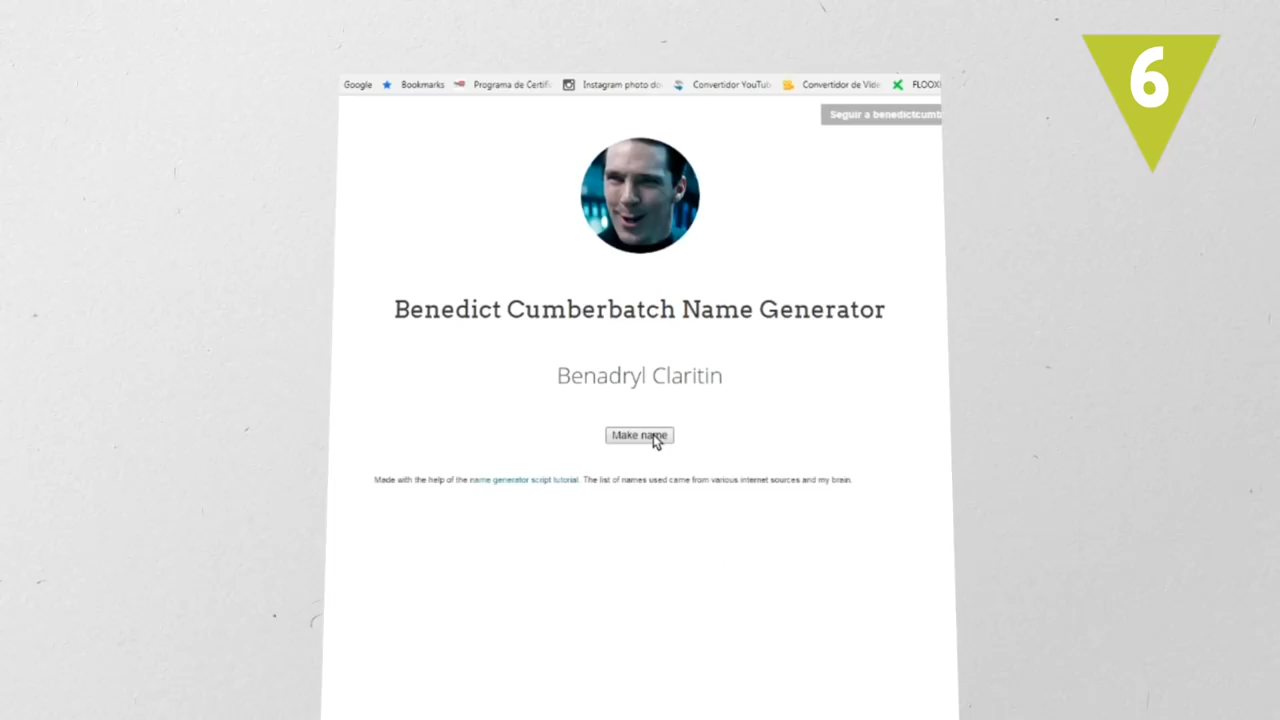 6
Google Bookmarks Programa de Certifi Instagram photo do Convertidor YouTub Convertidor de Vide FLOOX
Seguir a benedictcumb
Benedict Cumberbatch Name Generator
Benadryl Claritin
Make name
Made with the help of the name generator script tutorial. The list of names used came from various internet sources and my brain.